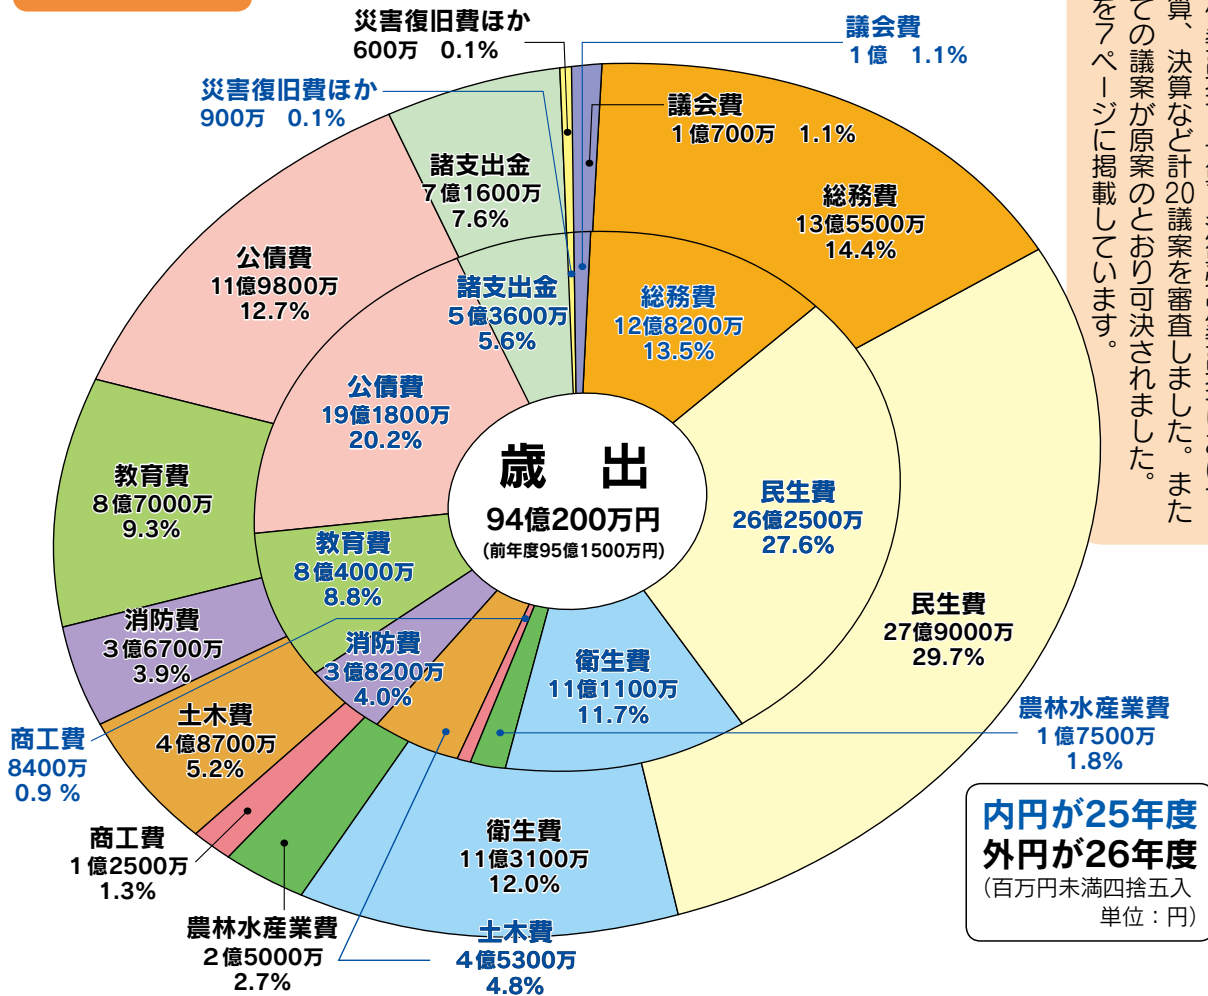 算、決算など計20議案を審査しました。また
ての議案が原案のとおり可決されました。
を7ページに掲載しています。
災害復旧費ほか
600万 0.1%
議会費
1億 1.1%
災害復旧費ほか
900万 0.1%
議会費
1億700万 1.1%
諸支出金
7億1600万
7.6%
総務費
13億5500万
14.4%
公債費
11億9800万
12.7%
諸支出金
5億3600万
5.6%
総務費
12億8200万
13.5%
公債費
19億1800万
20.2%
歳 出
94億200万円
(前年度95億1500万円)
教育費
8億7000万
9.3%
民生費
26億2500万
27.6%
教育費
8億4000万
8.8%
民生費
27億9000万
29.7%
消防費
3億6700万
3.9%
消防費
3億8200万
4.0%
衛生費
11億1100万
11.7%
土木費
4億8700万
5.2%
農林水産業費
1億7500万
1.8%
商工費
8400万
0.9 %
商工費
1億2500万
1.3%
衛生費
11億3100万
12.0%
農林水産業費
2億5000万
2.7%
土木費
4億5300万
4.8%
内円が25年度
外円が26年度
(百万円未満四捨五入
単位：円)